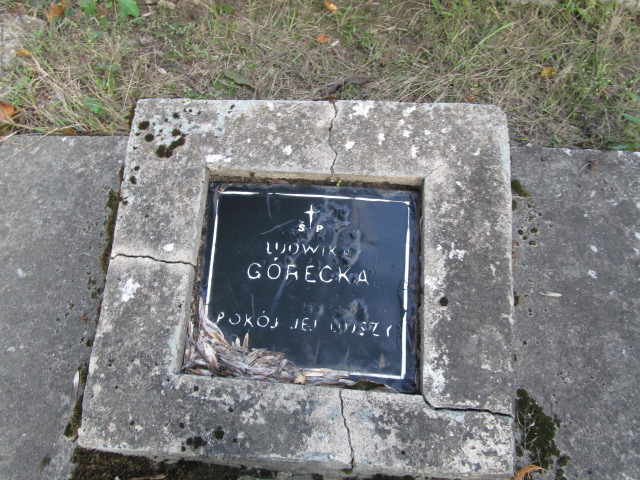 Ś P
LUDWIKA
GÓRECKA
POKÓJ JEJ DUSZY